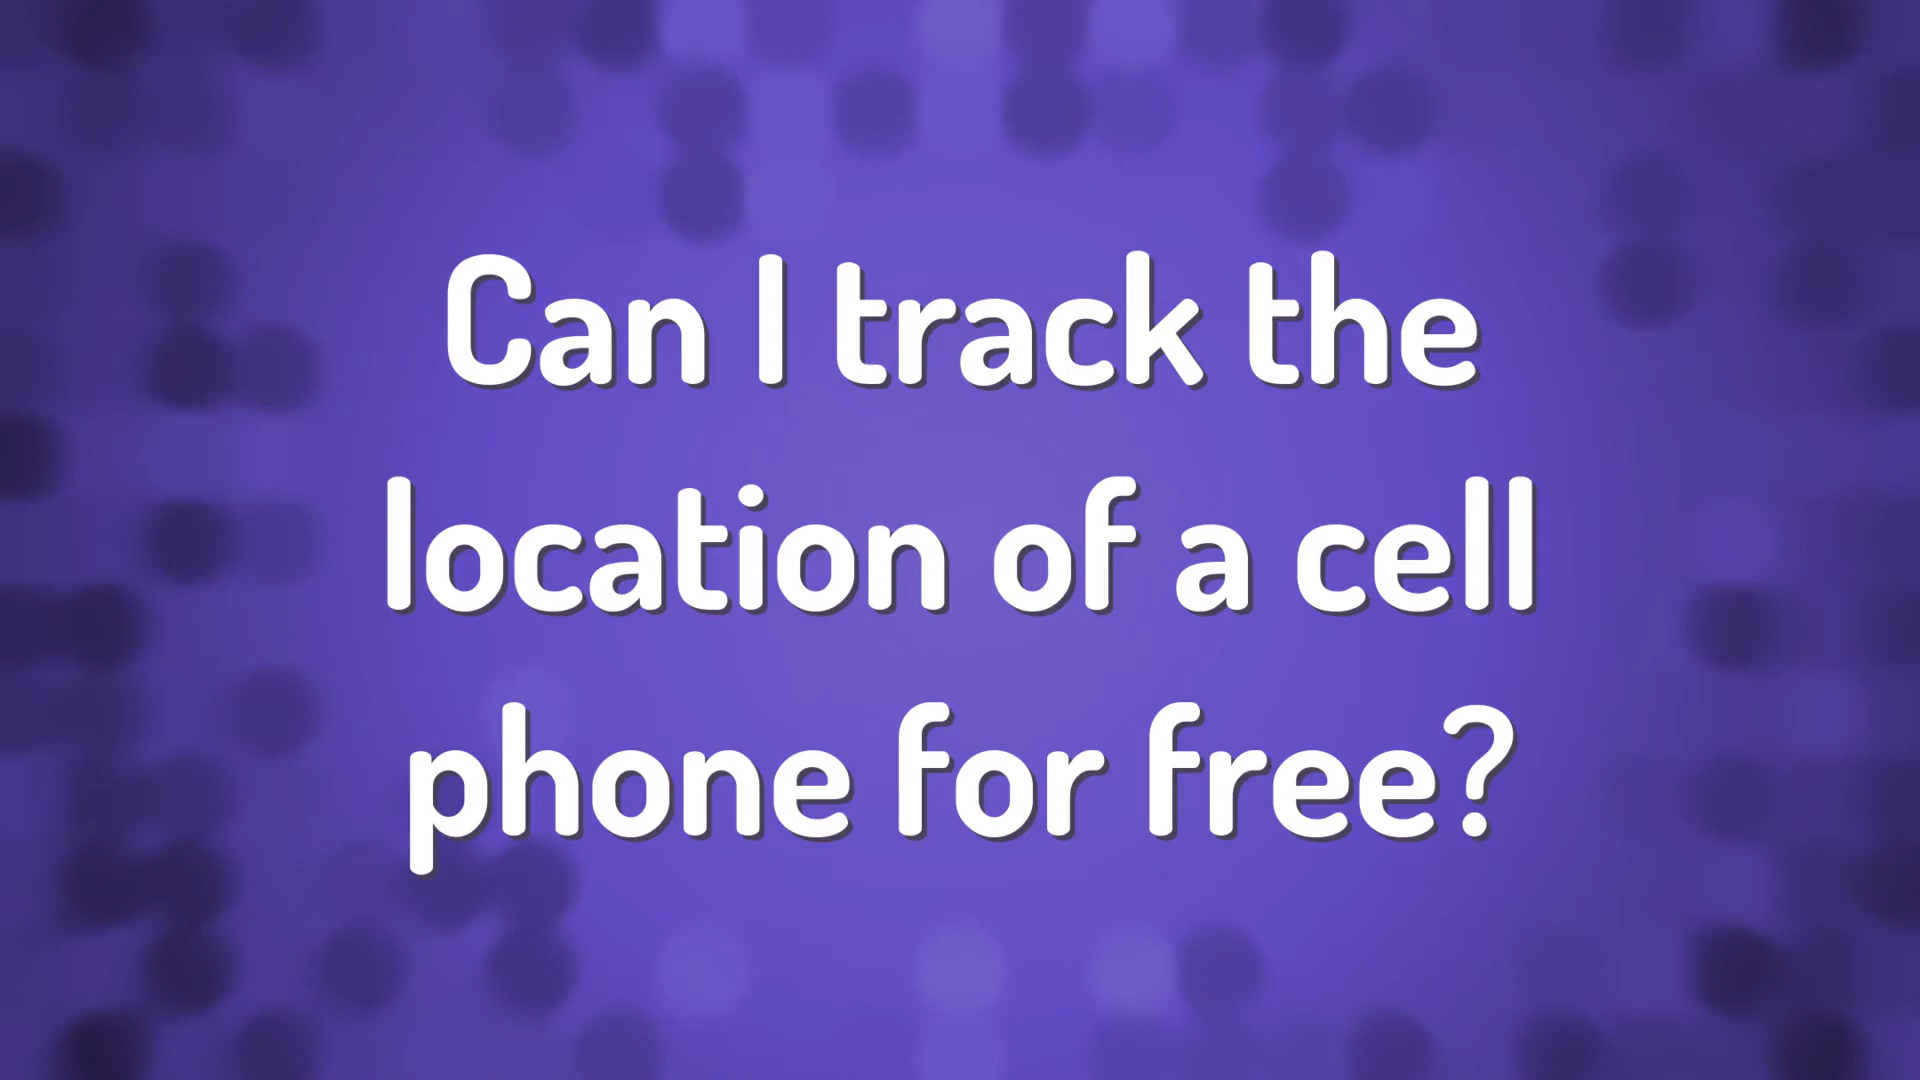 Can I track the
location of a cell
phone for free?